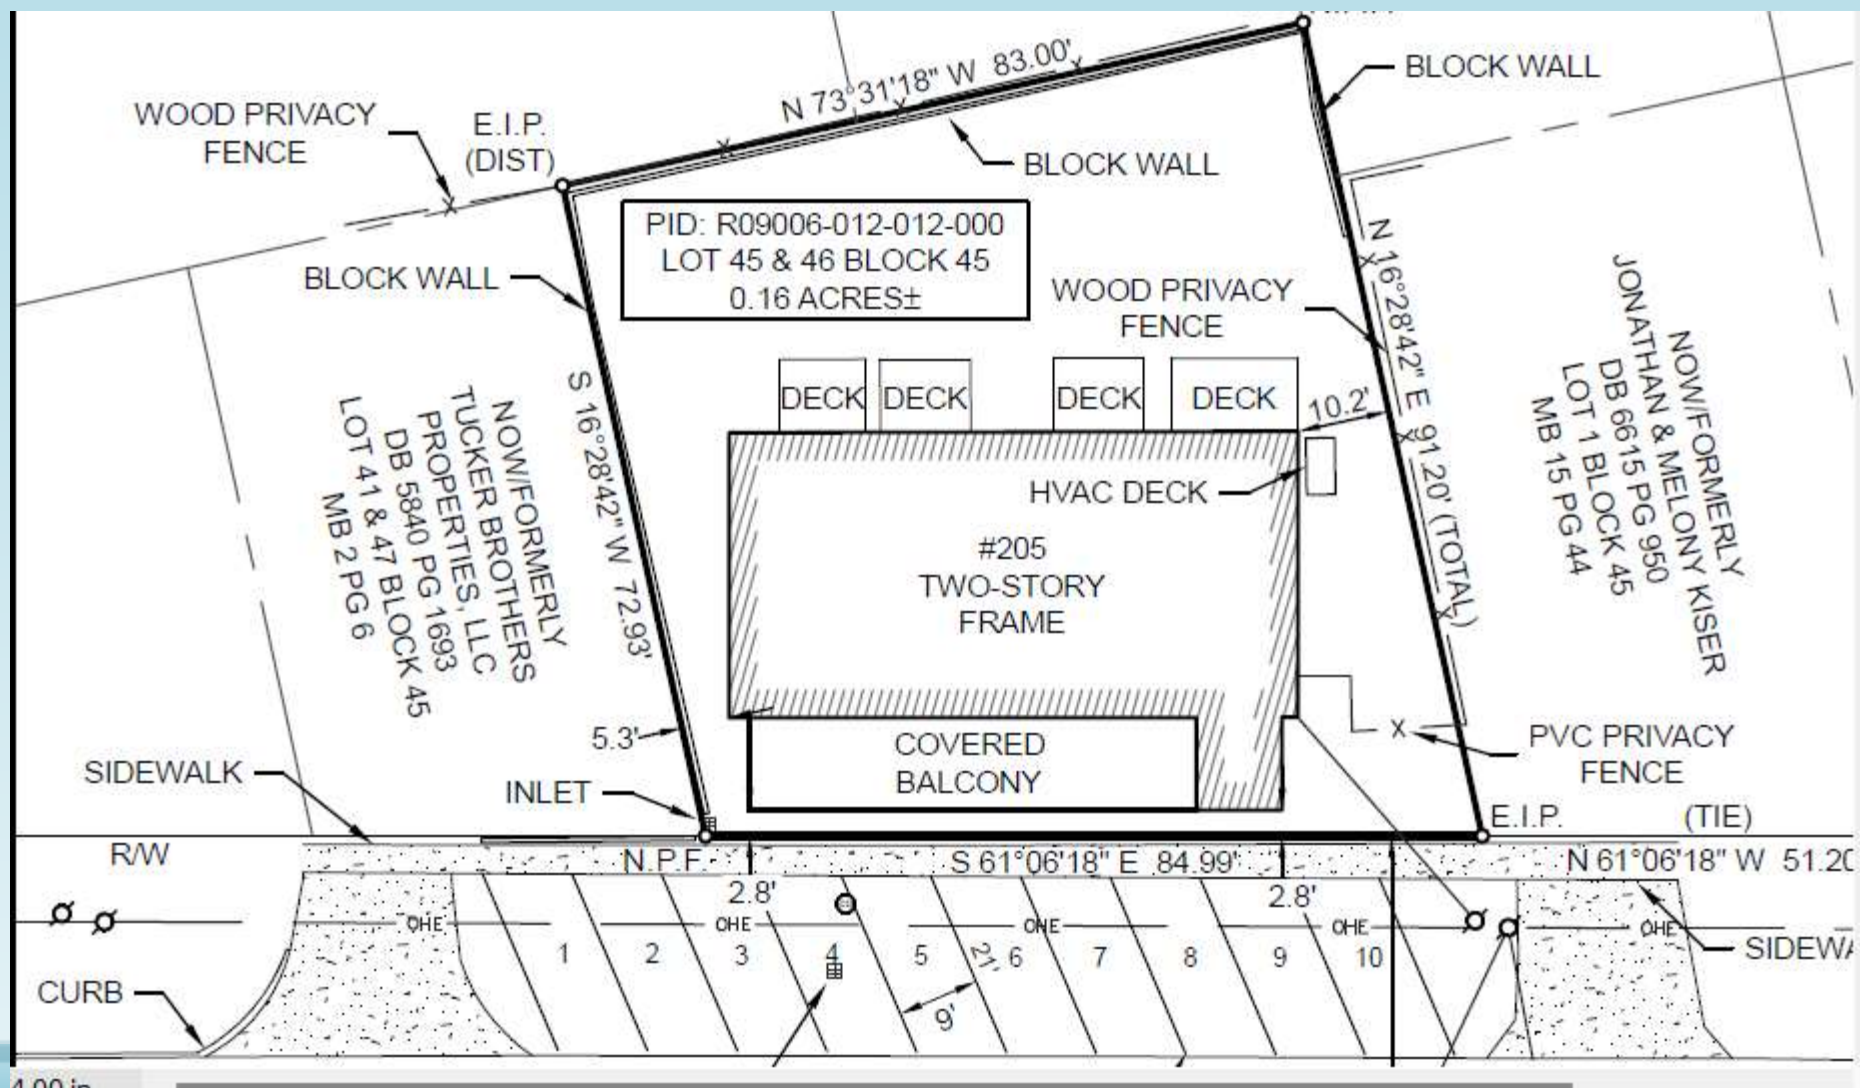 N 73°31'18" W 83.00'
BLOCK WALL
WOOD PRIVACY
FENCE
E.I.P.
(DIST)
BLOCK WALL
PID: R09006-012-012-000
LOT 45 & 46 BLOCK 45
0.16 ACRES±
BLOCK WALL
WOOD PRIVACY
FENCE
N 16°28'42" E 91.20' (TOTAL)
NOW/FORMERLY
JONATHAN & MELONY KISER
DB 6615 PG 950
LOT 1 BLOCK 45
MB 15 PG 44
S 16°28'42" W 72.93'
NOW/FORMERLY
TUCKER BROTHERS
PROPERTIES, LLC
DB 5840 PG 1693
LOT 41 & 47 BLOCK 45
MB 2 PG 6
DECK
DECK
DECK
DECK
10.2'
HVAC DECK
#205
TWO-STORY
FRAME
5.3'
COVERED
BALCONY
PVC PRIVACY
FENCE
SIDEWALK
INLET
E.I.P.
(TIE)
R/W
N.P.F.
S 61°06'18" E 84.99'
N 61°06'18" W 51.20
2.8'
2.8'
OHE
OHE
OHE
OHE
OHE
1
2
3
4
5
6
7
8
9
10
21'
9'
SIDEWA
CURB
4.00 in